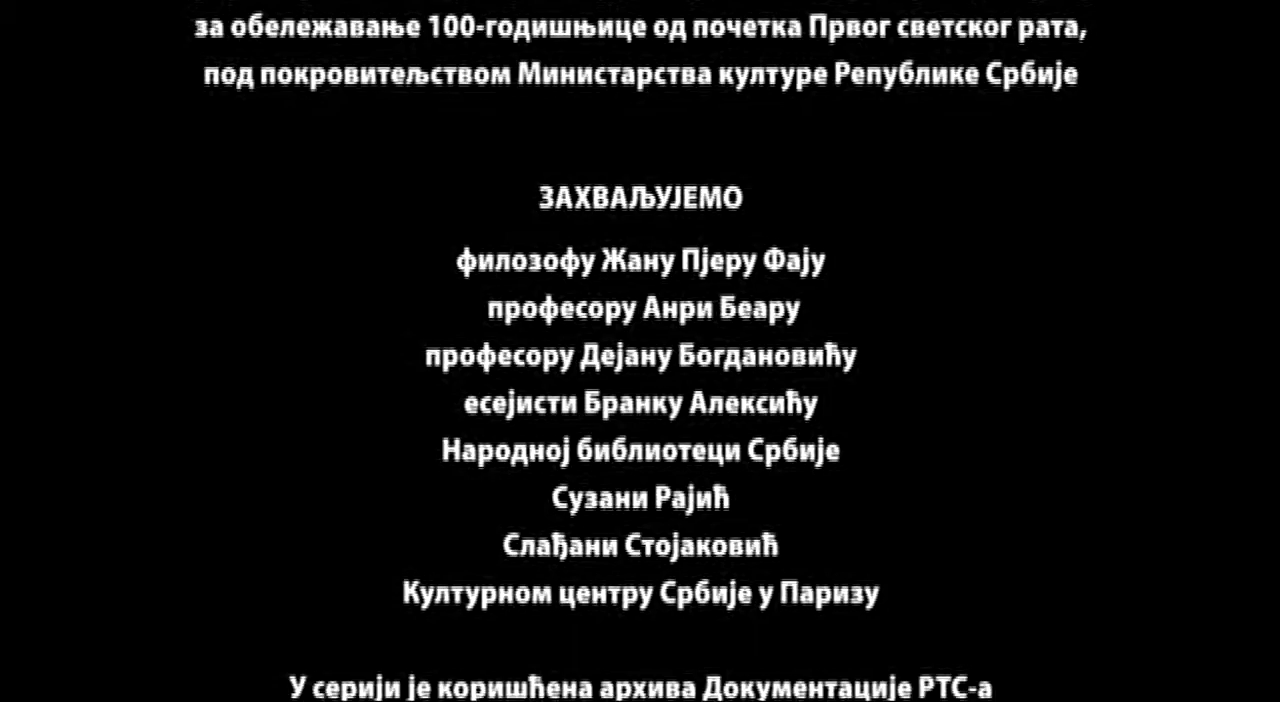 за обележавање 100-годишњице од почетка Првог светског рата,
под покровитељством Министарства културе Републике Србије
ЗАХВАЉУЈЕМО
филозофу Жану Пјеру Фају
професору Анри Беару
професору Дејану Богдановићу
есејисти Бранку Алексићу
Народној библиотеци Србије
Сузани Рајић
Слађани Стојаковић
Културном центру Србије у Паризу
У серији је коришћена архива Документације РТС-а